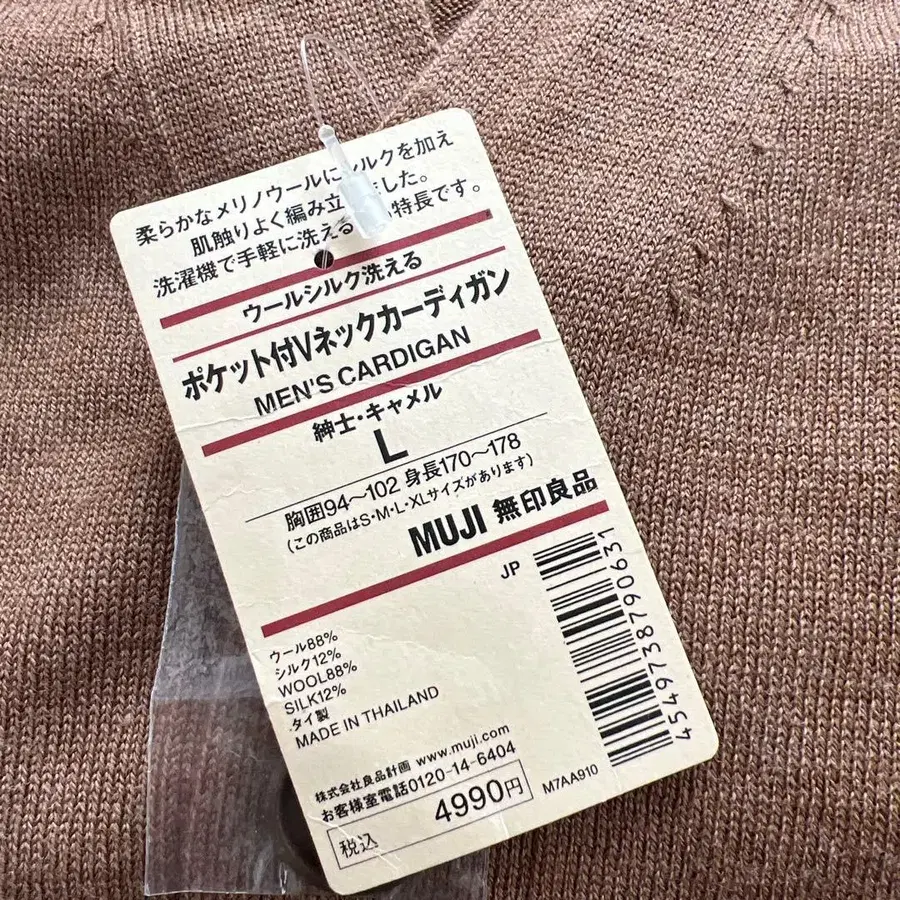 柔らかなメリノウールにシルクを加え
肌触りよく編み立 ました。
洗濯機で手軽に洗える 特長です。
ウールシルク洗える
ポケット付Vネックカーディガン
MEN'S CARDIGAN
紳士・キャメル
L
胸囲94〜102 身長170〜178
(この商品はS・M・L・XLサイズがあります)
MUJI 無印良品
JP
4549738790631
ウール88%
シルク12%
WOOL88%
SILK12%
タイ製
MADE IN THAILAND
株式会社良品計画 www.muji.com
お客様室電話0120-14-6404
M7AA910
税込 4990円